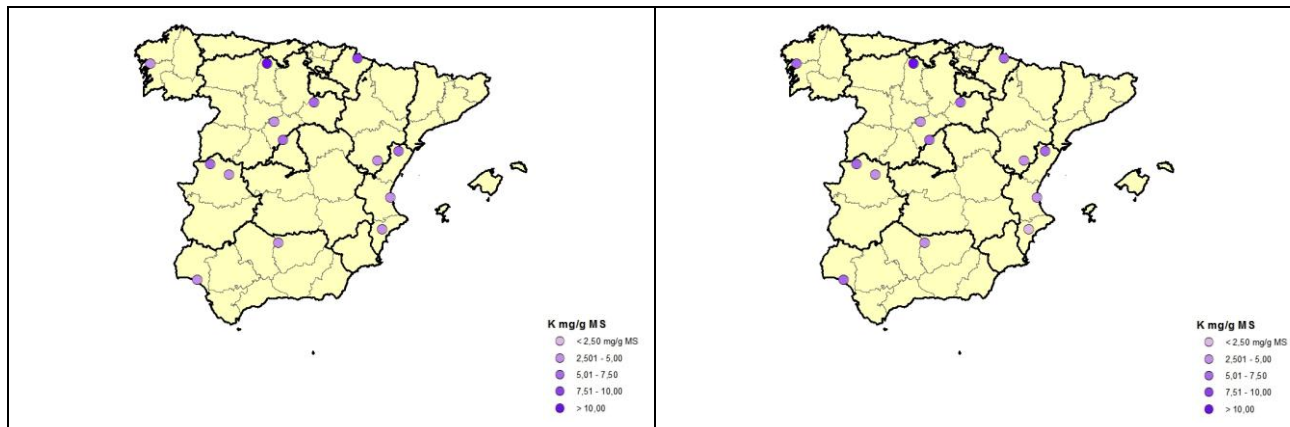 K mg/g MS
< 2,50 mg/g MS
2,501 - 5,00
5,01 - 7,50
7,51 - 10,00
> 10,00
K mg/g MS
< 2,50 mg/g MS
2,501 - 5,00
5,01 - 7,50
7,51 - 10,00
> 10,00